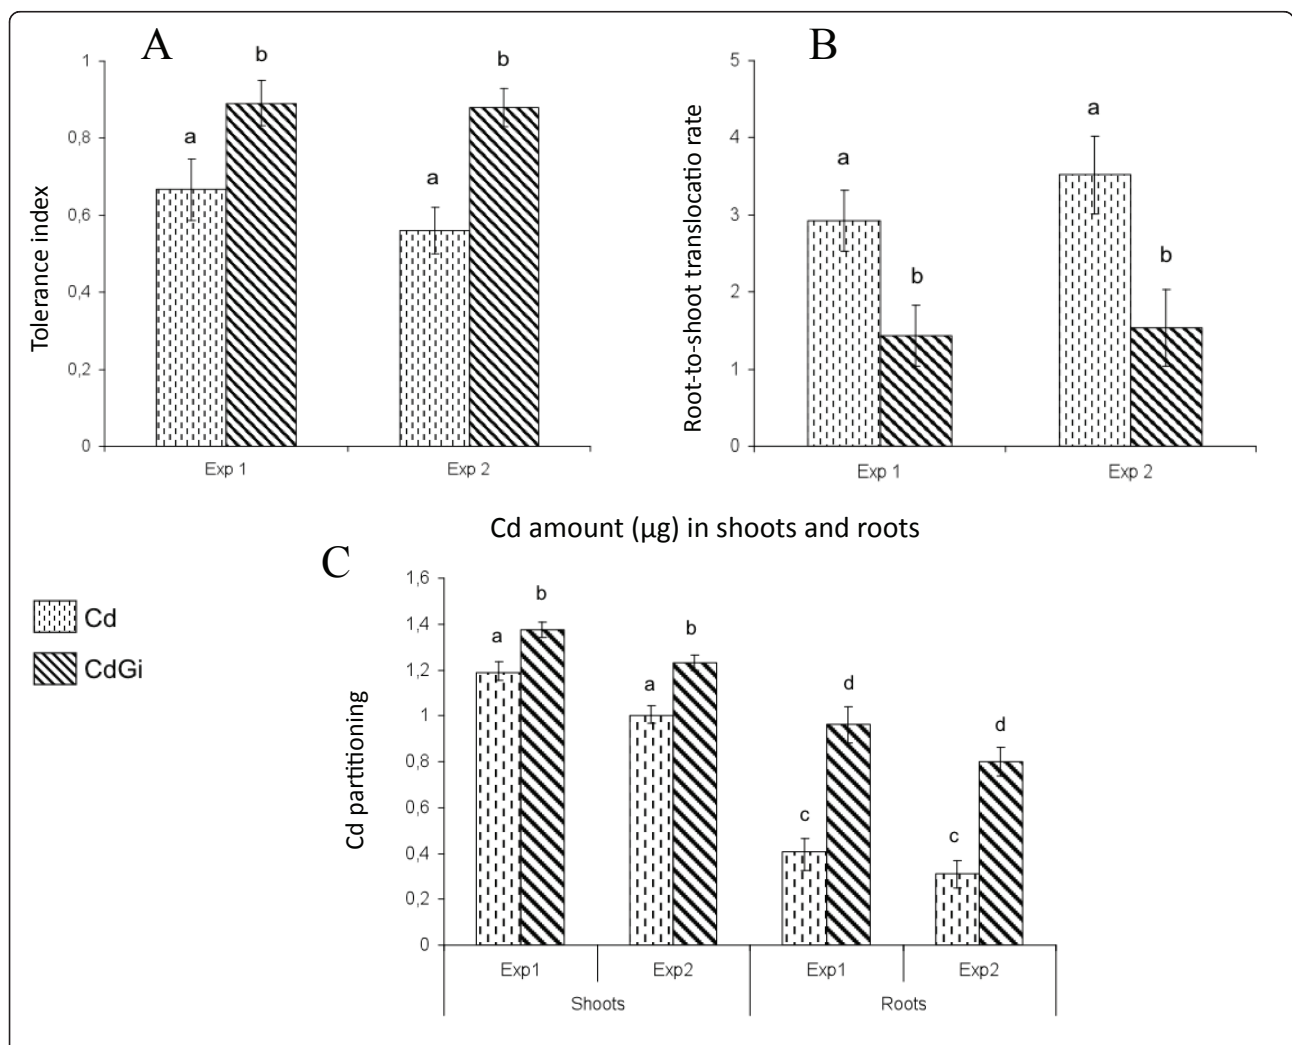 A
b
b
a
a
1
0,8
0,6
0,4
0,2
0
Tolerance index
Exp 1
Exp 2
B
a
a
b
b
5
4
3
2
1
0
Root-to-shoot translocatio rate
Exp 1
Exp 2
Cd amount (µg) in shoots and roots
C
Cd
CdGi
1,6
1,4
1,2
1
0,8
0,6
0,4
0,2
0
Cd partitioning
a
b
a
b
c
d
c
d
Exp1
Exp2
Exp1
Exp2
Shoots
Roots